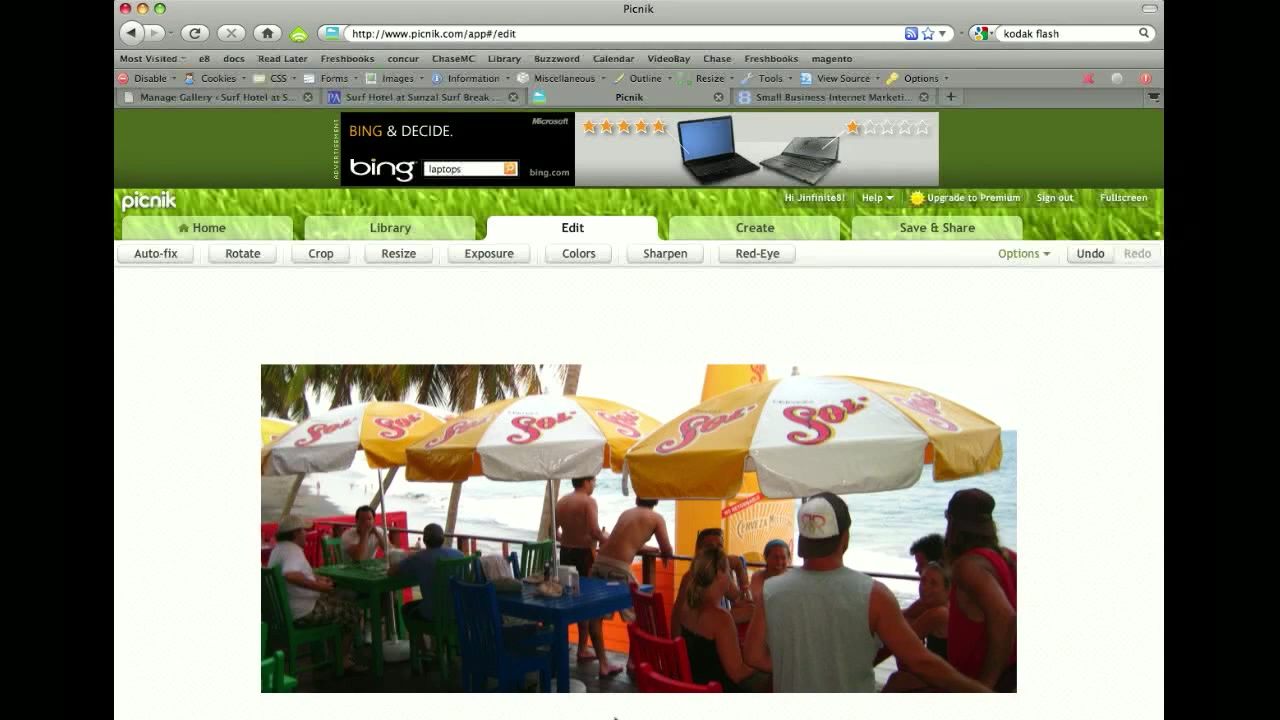 Picnik
http://www.picnik.com/app#/edit
kodak flash
Most Visited e8 docs Read Later Freshbooks concur ChaseMC Library Buzzword Calendar VideoBay Chase Freshbooks magento
Disable Cookies CSS Forms Images Information Miscellaneous Outline Resize Tools View Source Options
Manage Gallery ‹ Surf Hotel at S... Surf Hotel at Sunzal Surf Break ... Picnik Small Business Internet Marketi...
ADVERTISEMENT
BING & DECIDE. Microsoft
bing laptops bing.com
picnik Hi Jinfinite8! Help Upgrade to Premium Sign out Fullscreen
Home Library Edit Create Save & Share
Auto-fix Rotate Crop Resize Exposure Colors Sharpen Red-Eye Options Undo Redo
Sol Sol Sol Sol Sol Sol Sol
CERVEZA